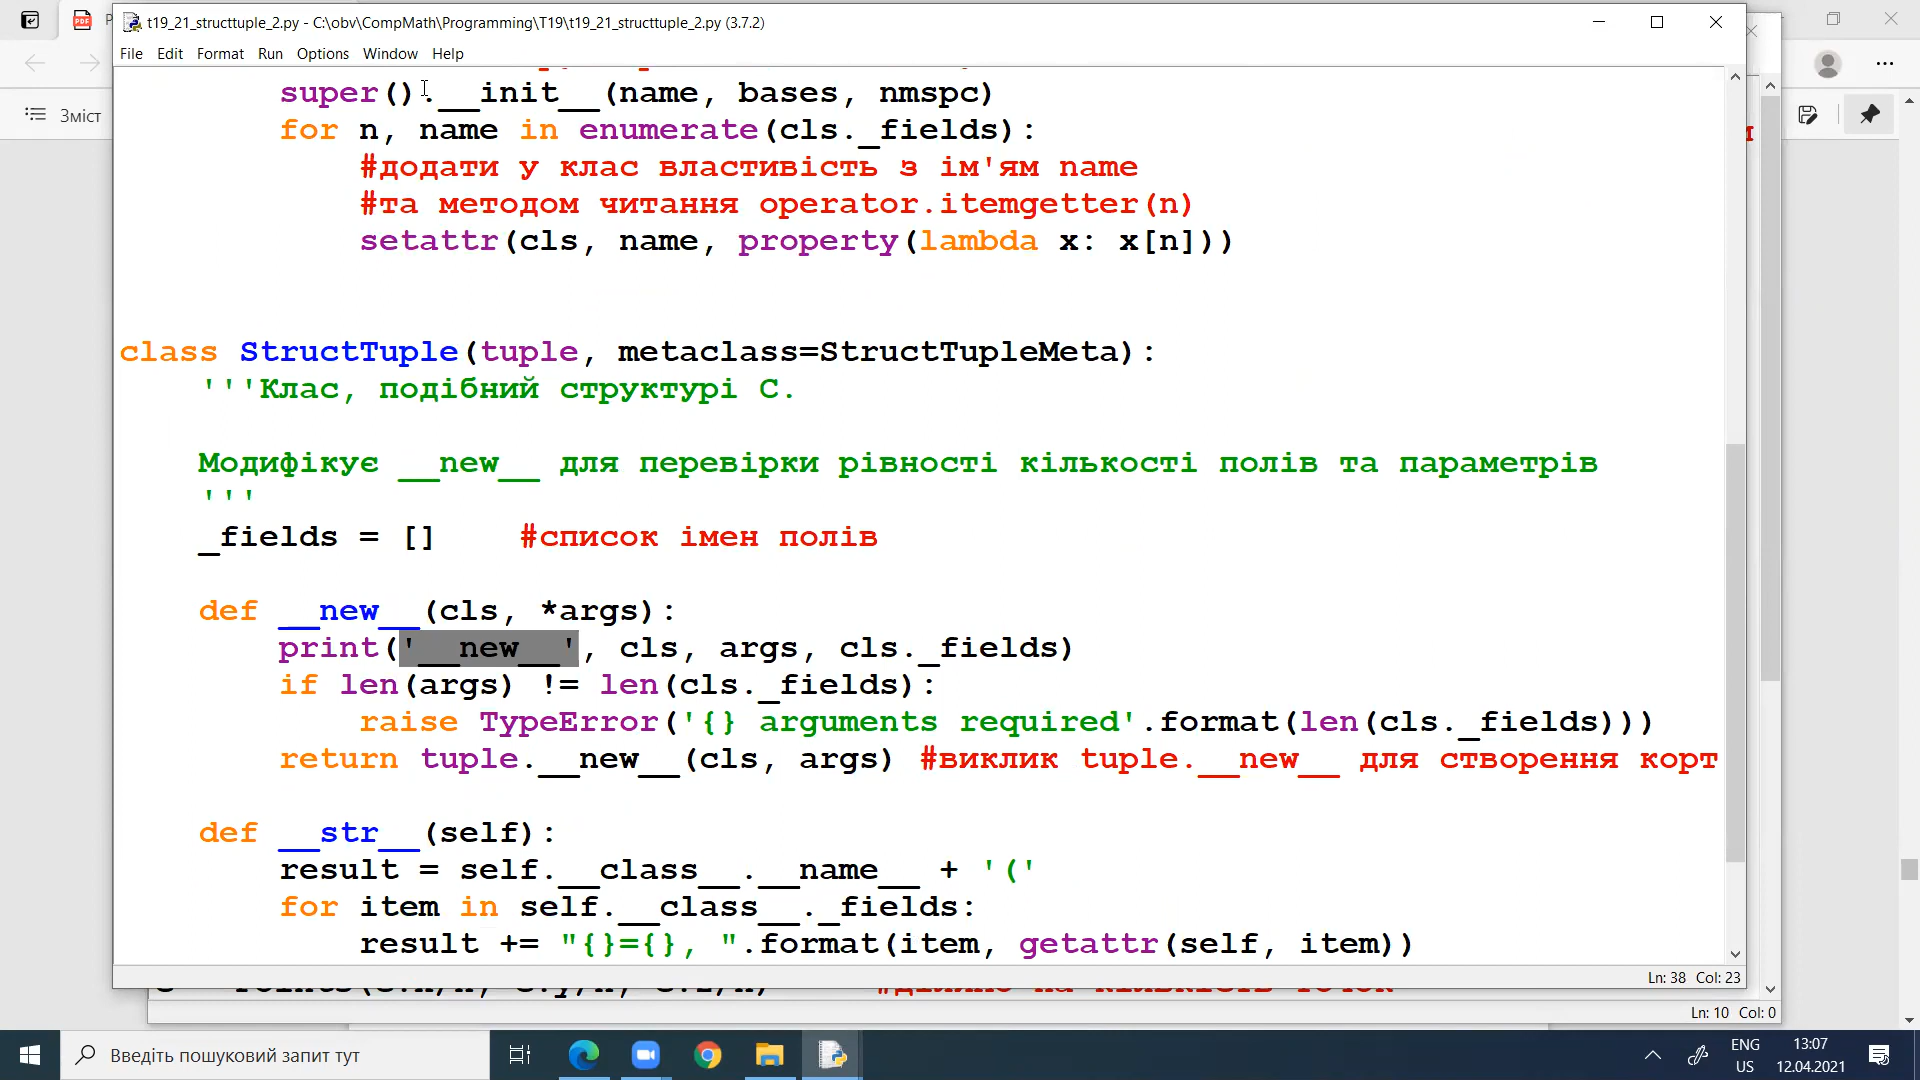 t19_21_structtuple_2.py - C:\obv\CompMath\Programming\T19\t19_21_structtuple_2.py (3.7.2)
File Edit Format Run Options Window Help
super().__init__(name, bases, nmspc)
for n, name in enumerate(cls._fields):
#додати у клас властивість з ім'ям name
#та методом читання operator.itemgetter(n)
setattr(cls, name, property(lambda x: x[n]))
class StructTuple(tuple, metaclass=StructTupleMeta):
'''Клас, подібний структурі C.
Модифікує __new__ для перевірки рівності кількості полів та параметрів
'''
_fields = [] #список імен полів
def __new__(cls, *args):
print('__new__', cls, args, cls._fields)
if len(args) != len(cls._fields):
raise TypeError('{} arguments required'.format(len(cls._fields)))
return tuple.__new__(cls, args) #виклик tuple.__new__ для створення корт
def __str__(self):
result = self.__class__.__name__ + '('
for item in self.__class__._fields:
result += "{}={}, ".format(item, getattr(self, item))
Ln: 38 Col: 23
Ln: 10 Col: 0
Зміст
Введіть пошуковий запит тут
ENG
US
13:07
12.04.2021